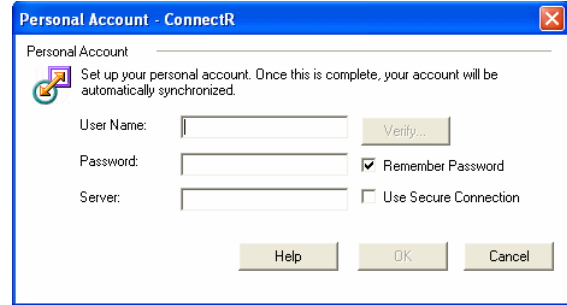 Personal Account - ConnectR
Personal Account
Set up your personal account. Once this is complete, your account will be
automatically synchronized.
User Name:
Verify...
Password:
Remember Password
Server:
Use Secure Connection
Help
OK
Cancel